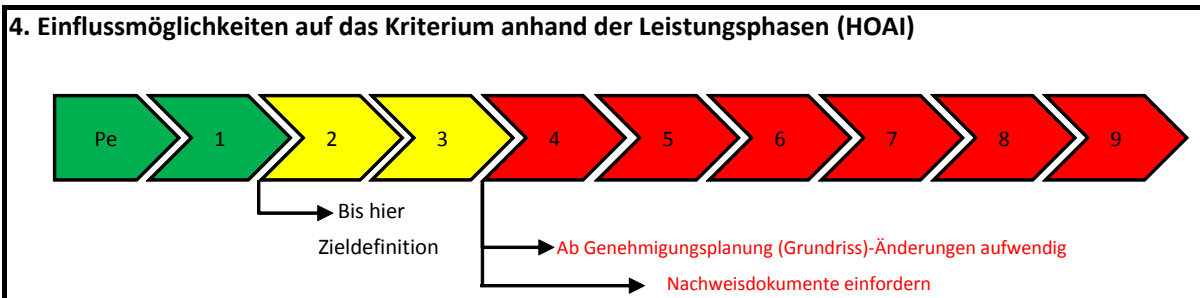 4. Einflussmöglichkeiten auf das Kriterium anhand der Leistungsphasen (HOAI)
Pe 1 2 3 4 5 6 7 8 9
Bis hier
Zieldefinition
Ab Genehmigungsplanung (Grundriss)-Änderungen aufwendig
Nachweisdokumente einfordern